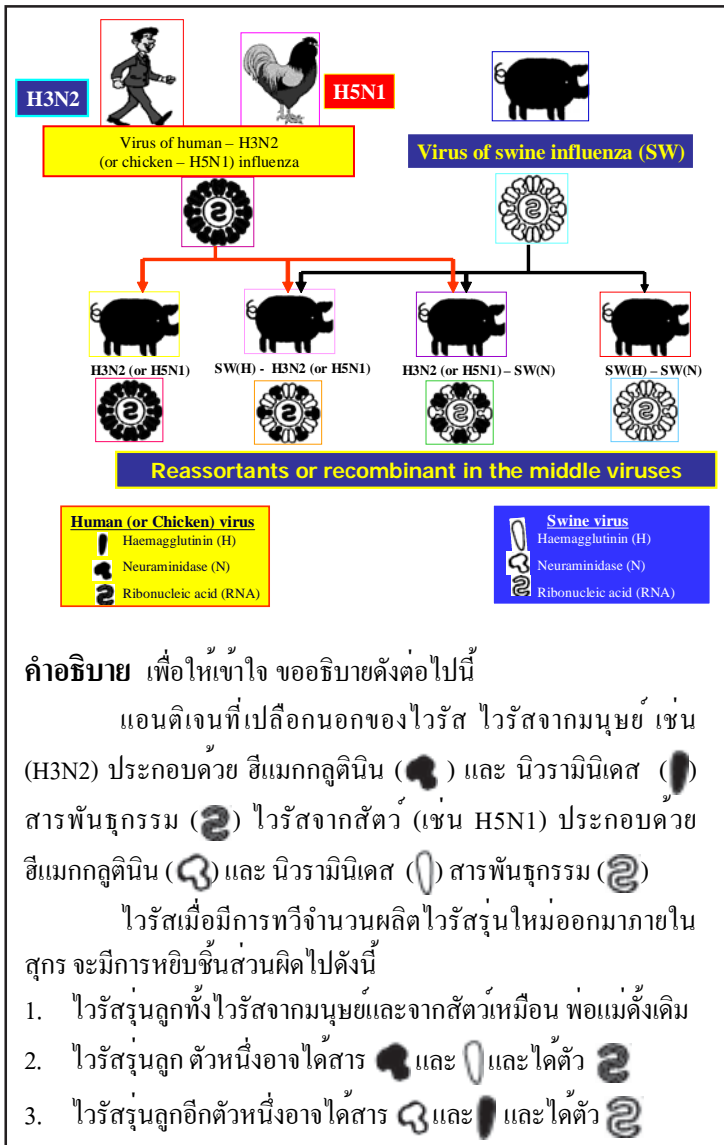 H3N2
H5N1
Virus of human – H3N2
(or chicken – H5N1) influenza
Virus of swine influenza (SW)
H3N2 (or H5N1)
SW(H) - H3N2 (or H5N1)
H3N2 (or H5N1) – SW(N)
SW(H) – SW(N)
Reassortants or recombinant in the middle viruses
Human (or Chicken) virus
Haemagglutinin (H)
Neuraminidase (N)
Ribonucleic acid (RNA)
Swine virus
Haemagglutinin (H)
Neuraminidase (N)
Ribonucleic acid (RNA)
คำอธิบาย เพื่อให้เข้าใจ ขออธิบายดังต่อไปนี้
แอนติเจนที่เปลือกนอกของไวรัส ไวรัสจากมนุษย์ เช่น
(H3N2) ประกอบด้วย ฮีแมกกลูตินิน ( ) และ นิวรามินิเดส ( )
สารพันธุกรรม ( ) ไวรัสจากสัตว์ (เช่น H5N1) ประกอบด้วย
ฮีแมกกลูตินิน ( ) และ นิวรามินิเดส ( ) สารพันธุกรรม ( )
ไวรัสเมื่อมีการทวีจำนวนผลิตไวรัสรุ่นใหม่ออกมาภายใน
สุกร จะมีการหยิบชิ้นส่วนผิดไปดังนี้
1. ไวรัสรุ่นลูกทั้งไวรัสจากมนุษย์และจากสัตว์เหมือน พ่อแม่ดั้งเดิม
2. ไวรัสรุ่นลูก ตัวหนึ่งอาจได้สาร และ และได้ตัว
3. ไวรัสรุ่นลูกอีกตัวหนึ่งอาจได้สาร และ และได้ตัว